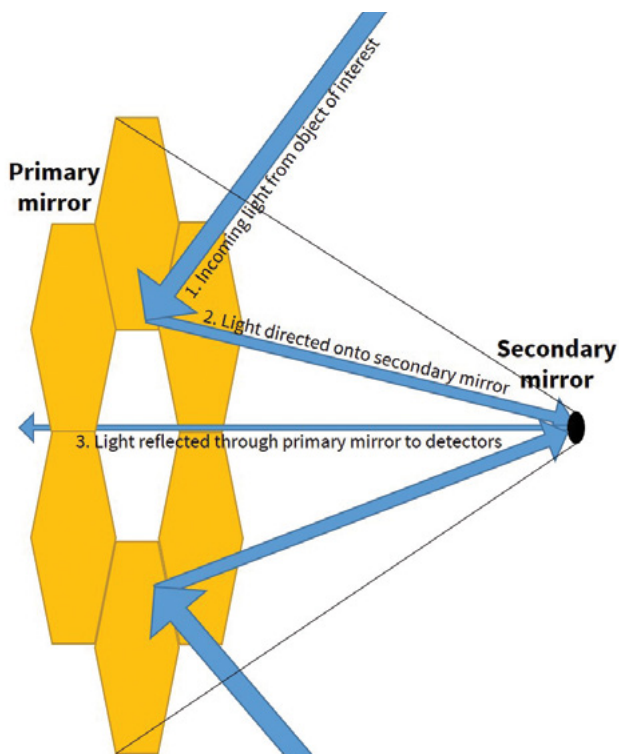 Primary
mirror
1. Incoming light from object of interest
2. Light directed onto secondary mirror
Secondary
mirror
3. Light reflected through primary mirror to detectors